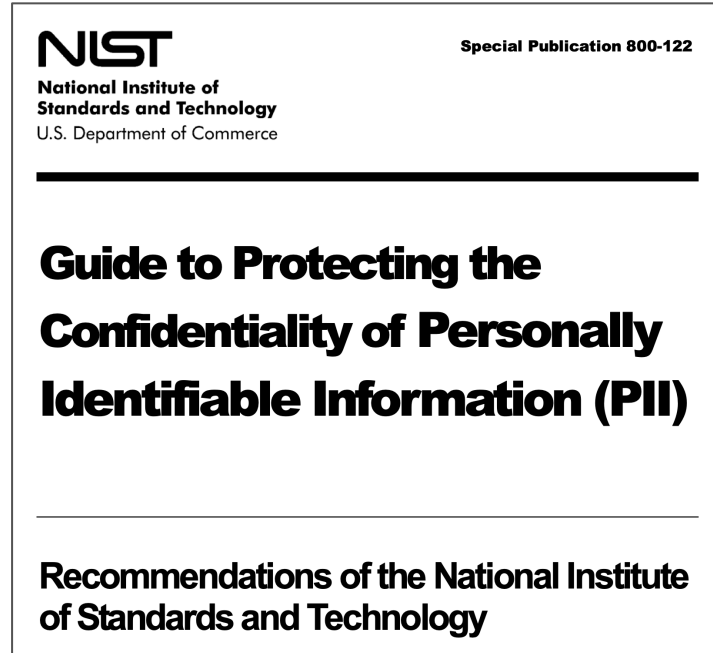 NIST
Special Publication 800-122
National Institute of
Standards and Technology
U.S. Department of Commerce
Guide to Protecting the
Confidentiality of Personally
Identifiable Information (PII)
Recommendations of the National Institute
of Standards and Technology